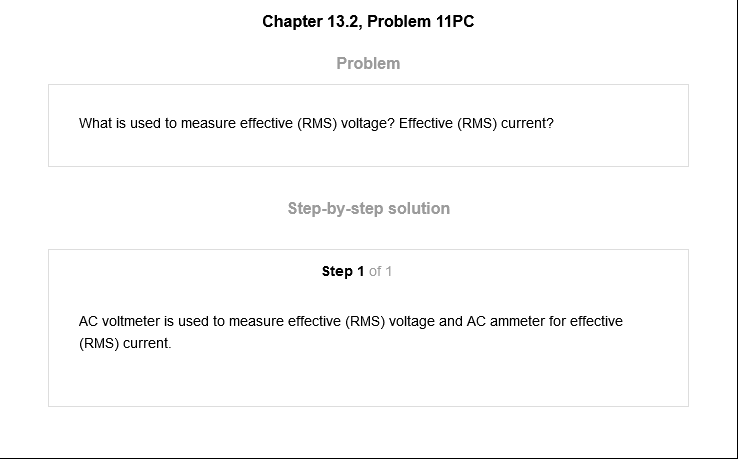 Chapter 13.2, Problem 11PC
Problem
What is used to measure effective (RMS) voltage? Effective (RMS) current?
Step-by-step solution
Step 1 of 1
AC voltmeter is used to measure effective (RMS) voltage and AC ammeter for effective
(RMS) current.